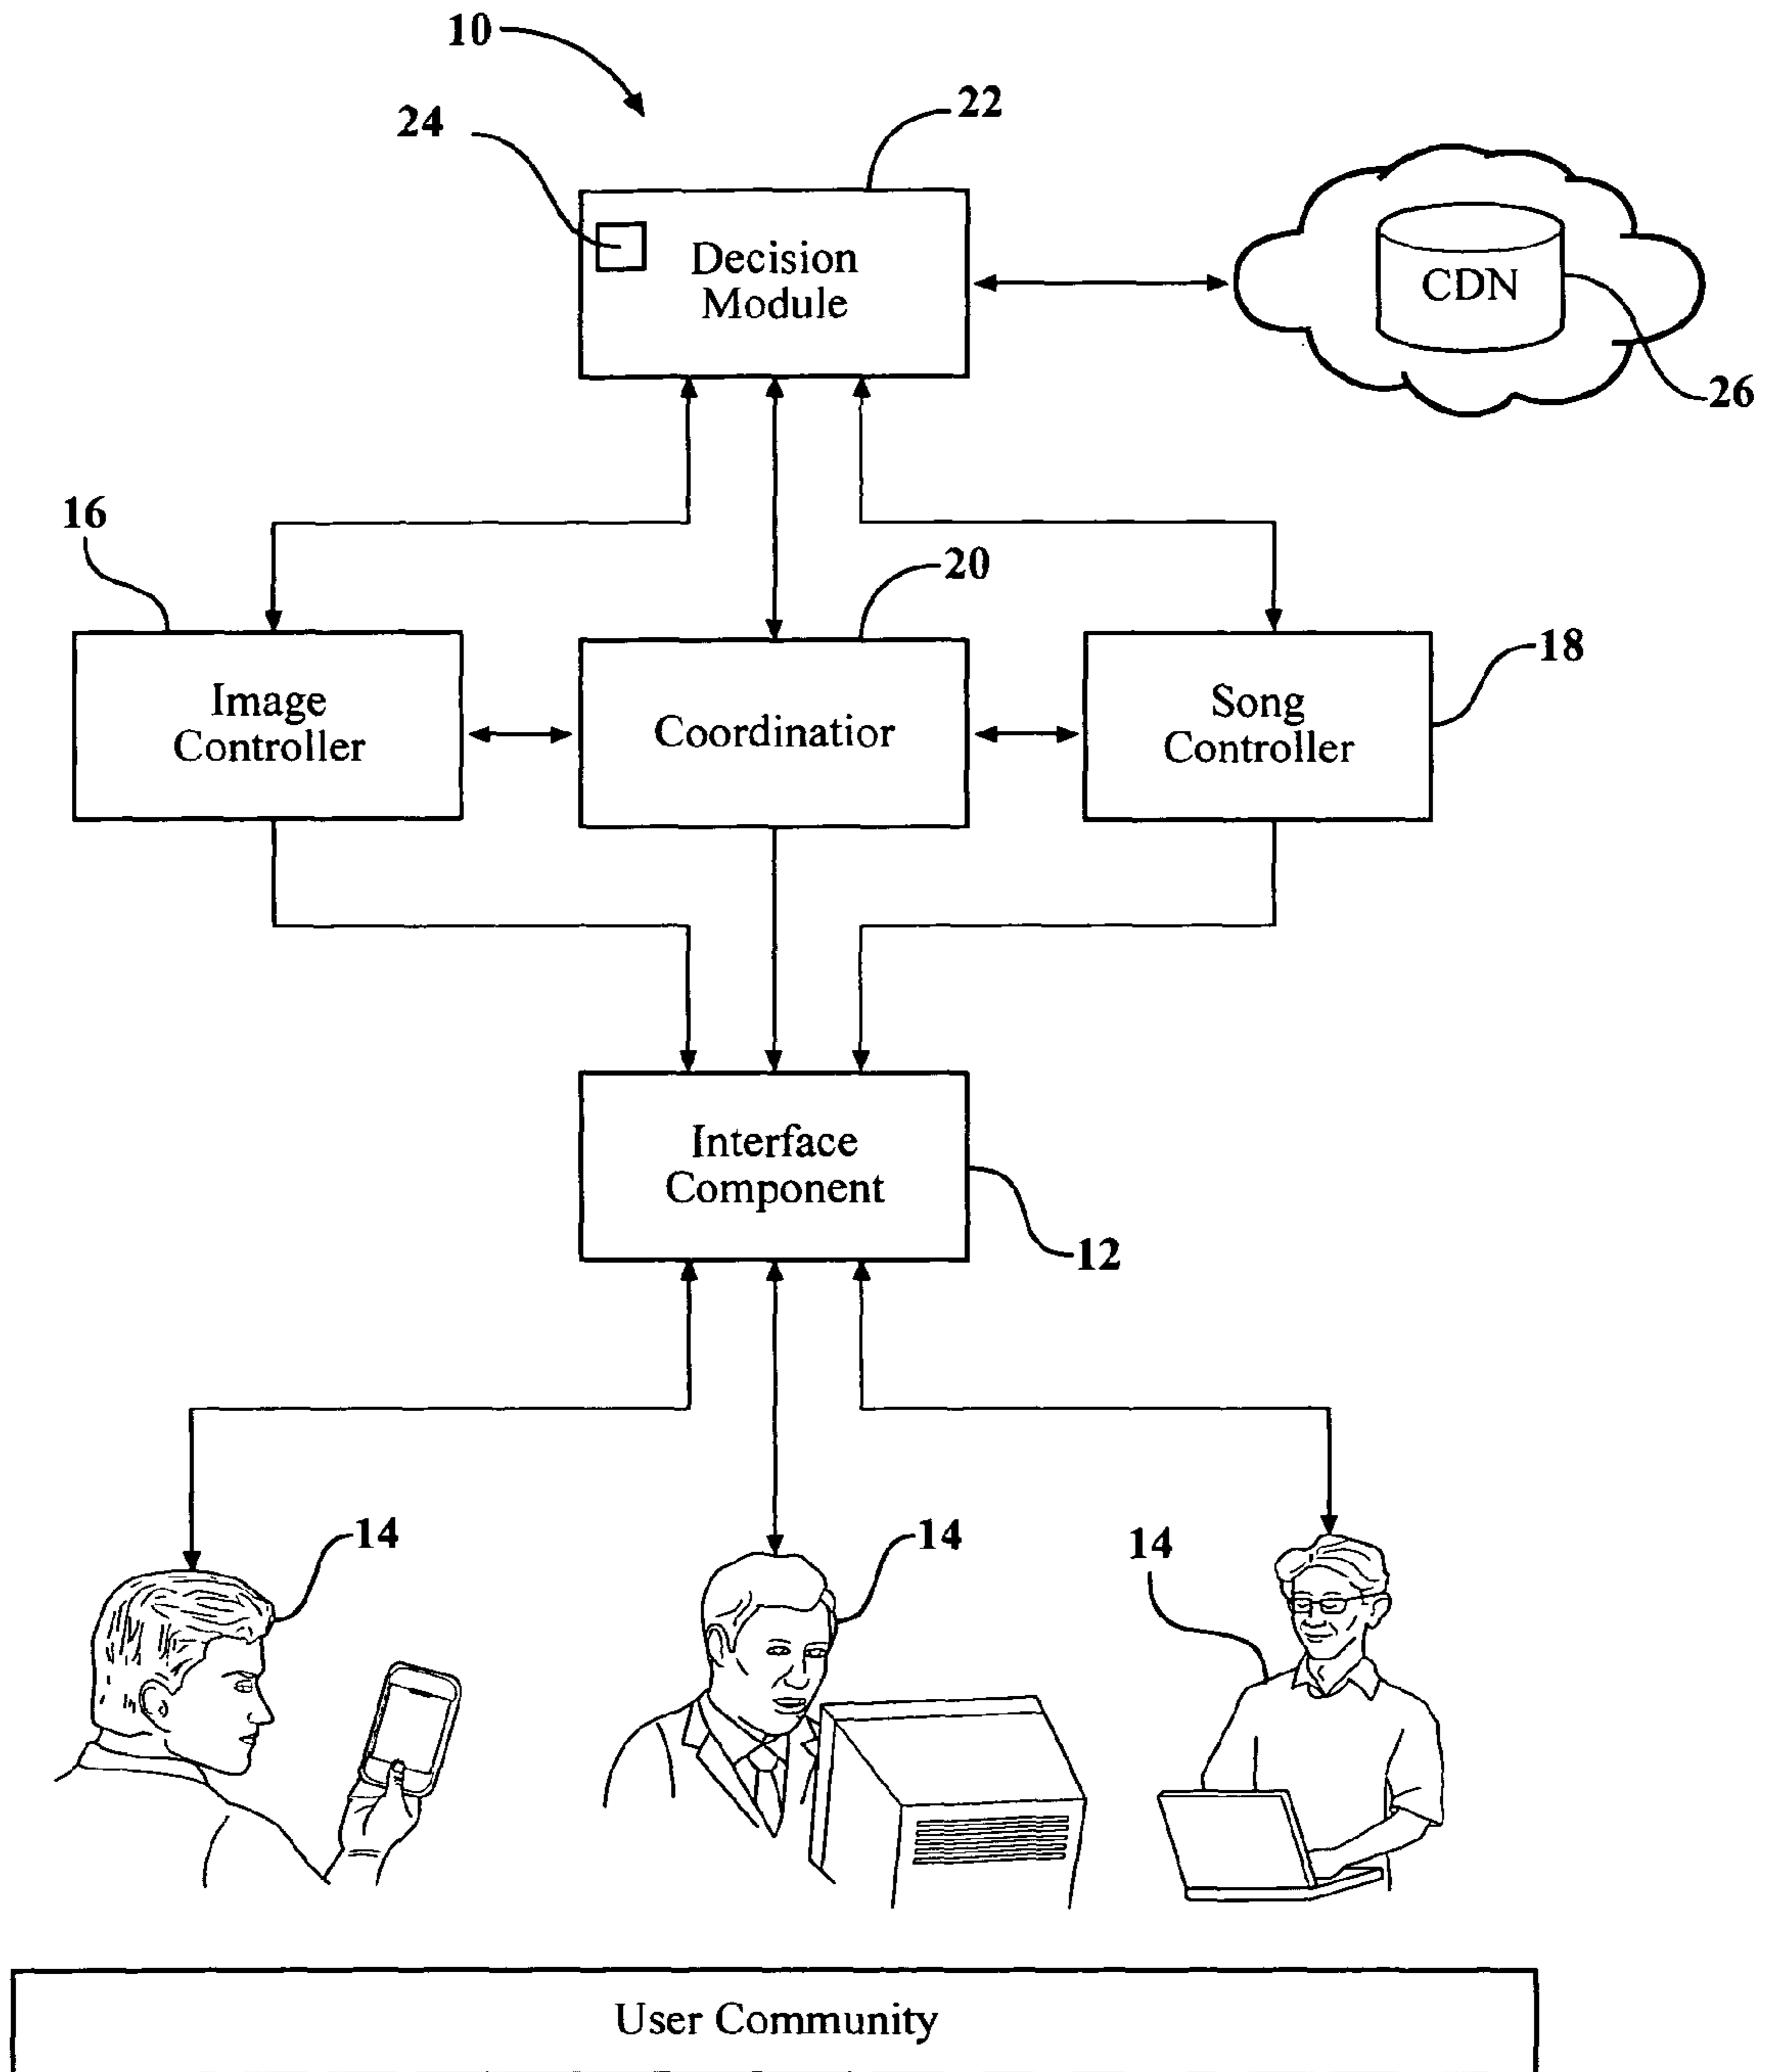 10
22
24
Decision
Module
CDN
26
16
20
18
Image
Controller
Coordinatior
Song
Controller
Interface
Component
12
14
14
14
User Community